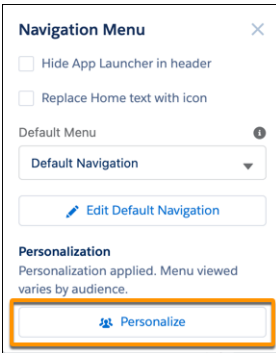 Navigation Menu
Hide App Launcher in header
Replace Home text with icon
Default Menu
Default Navigation
Edit Default Navigation
Personalization
Personalization applied. Menu viewed
varies by audience.
Personalize